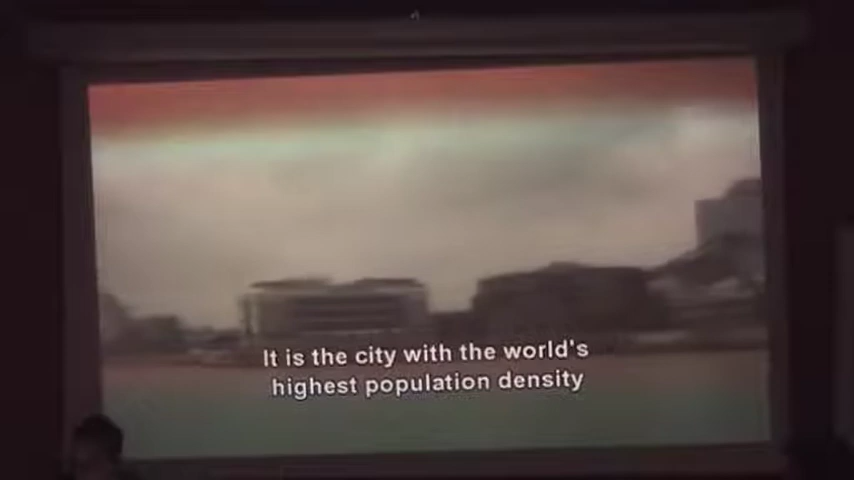 It is the city with the world's
highest population density